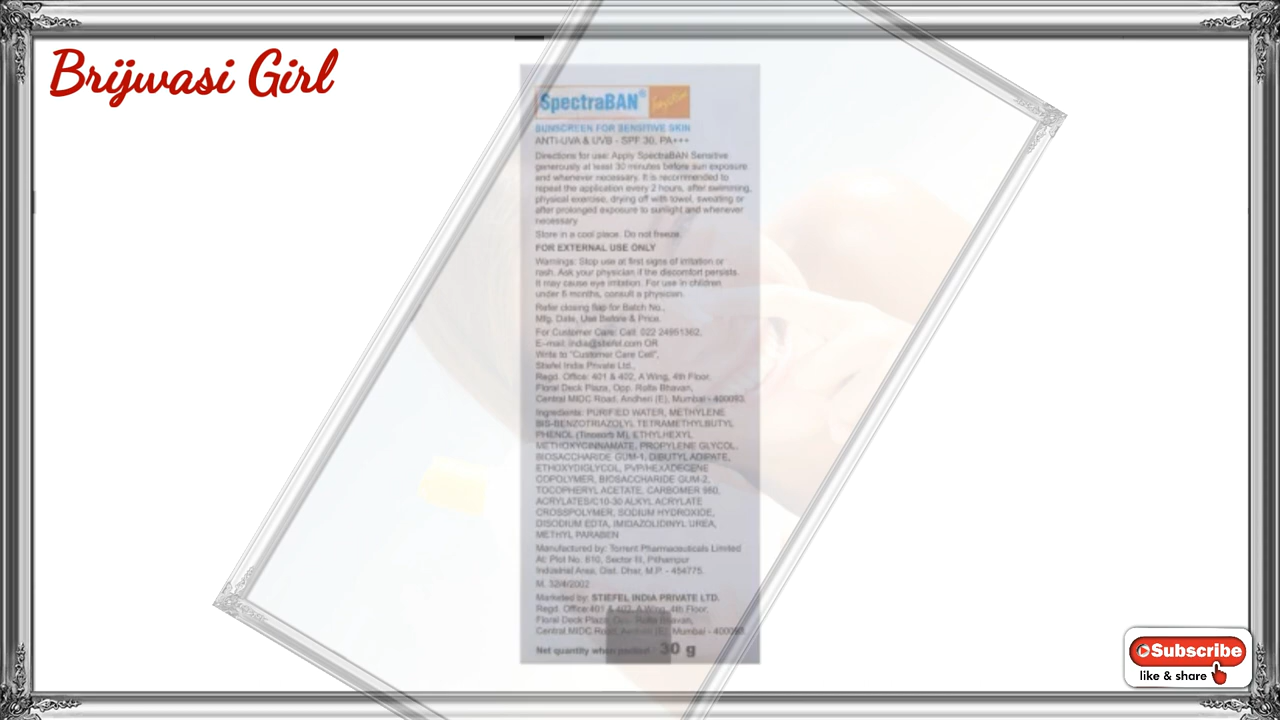 Brijwasi Girl
SpectraBAN®
SUNSCREEN FOR SENSITIVE SKIN
ANTI-UVA & UVB - SPF 30, PA+++
Directions for use: Apply SpectraBAN Sensitive
generously at least 30 minutes before sun exposure
and whenever necessary. It is recommended to
repeat the application every 2 hours, after swimming,
physical exercise, drying off with towel, sweating or
after prolonged exposure to sunlight and whenever
necessary.
Store in a cool place. Do not freeze.
FOR EXTERNAL USE ONLY
Warnings: Stop use at first signs of irritation or
rash. Ask your physician if the discomfort persists.
It may cause eye irritation. For use in children
under 6 months, consult a physician.
Refer closing flap for Batch No.,
Mfg. Date, Use Before & Price.
For Customer Care: Call: 022 24951362,
E-mail: india@stiefel.com OR
Write to "Customer Care Cell",
Stiefel India Private Ltd.,
Regd. Office: 401 & 402, A Wing, 4th Floor,
Floral Deck Plaza, Opp. Rolta Bhavan,
Central MIDC Road, Andheri (E), Mumbai - 400093.
Ingredients: PURIFIED WATER, METHYLENE
BIS-BENZOTRIAZOLYL TETRAMETHYLBUTYL
PHENOL (Tinosorb M), ETHYLHEXYL
METHOXYCINNAMATE, PROPYLENE GLYCOL,
BIOSACCHARIDE GUM-1, DIBUTYL ADIPATE,
ETHOXYDIGLYCOL, PVP/HEXADECENE
COPOLYMER, BIOSACCHARIDE GUM-2,
TOCOPHERYL ACETATE, CARBOMER 980,
ACRYLATES/C10-30 ALKYL ACRYLATE
CROSSPOLYMER, SODIUM HYDROXIDE,
DISODIUM EDTA, IMIDAZOLIDINYL UREA,
METHYL PARABEN
Manufactured by: Torrent Pharmaceuticals Limited
At: Plot No. 810, Sector III, Pithampur
Industrial Area, Dist. Dhar, M.P. - 454775.
M. 32/4/2002
Marketed by: STIEFEL INDIA PRIVATE LTD.
Regd. Office:401 & 402, A Wing, 4th Floor,
Floral Deck Plaza, Opp. Rolta Bhavan,
Central MIDC Road, Andheri (E), Mumbai - 400093.
Net quantity when packed : 30 g
Subscribe
like & share